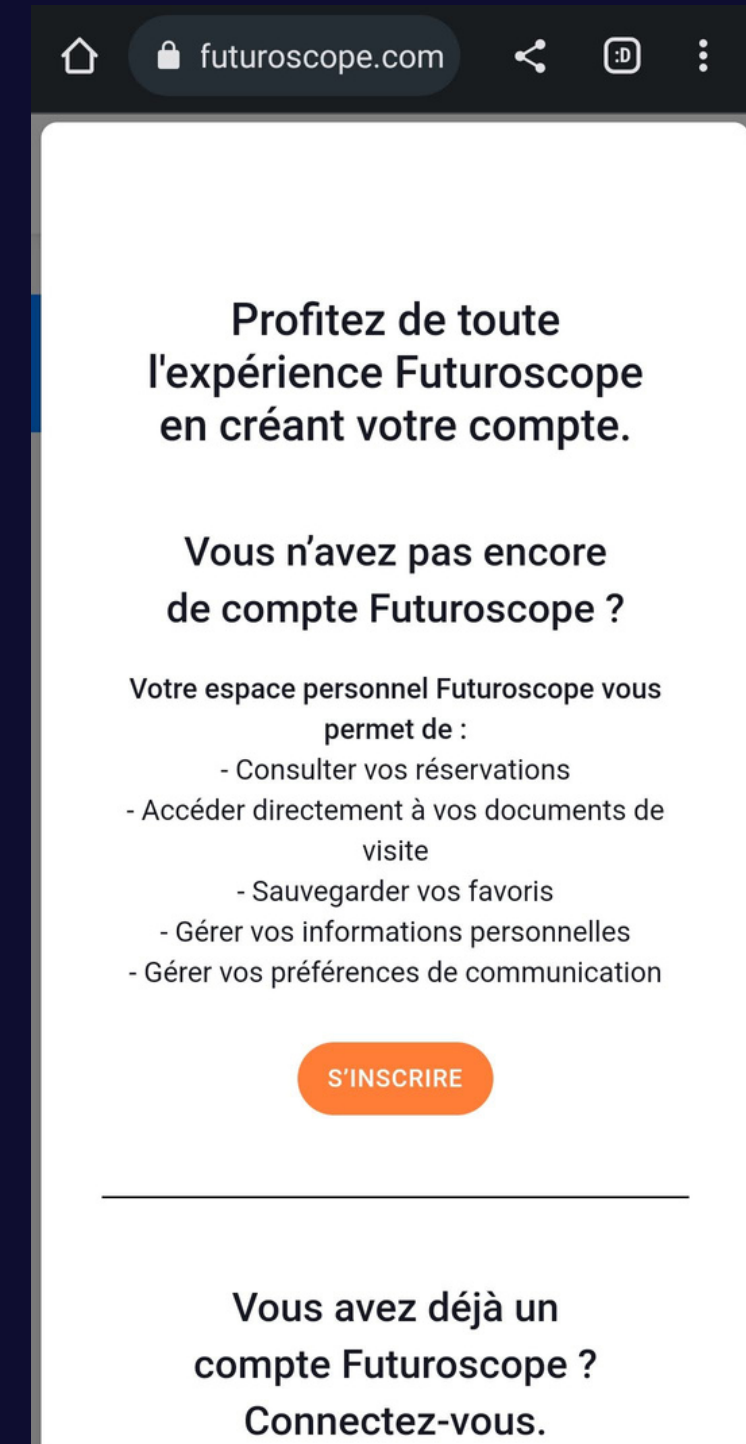 futuroscope.com
:D
Profitez de toute
l'expérience Futuroscope
en créant votre compte.
Vous n’avez pas encore
de compte Futuroscope ?
Votre espace personnel Futuroscope vous
permet de :
- Consulter vos réservations
- Accéder directement à vos documents de
visite
- Sauvegarder vos favoris
- Gérer vos informations personnelles
- Gérer vos préférences de communication
S’INSCRIRE
Vous avez déjà un
compte Futuroscope ?
Connectez-vous.